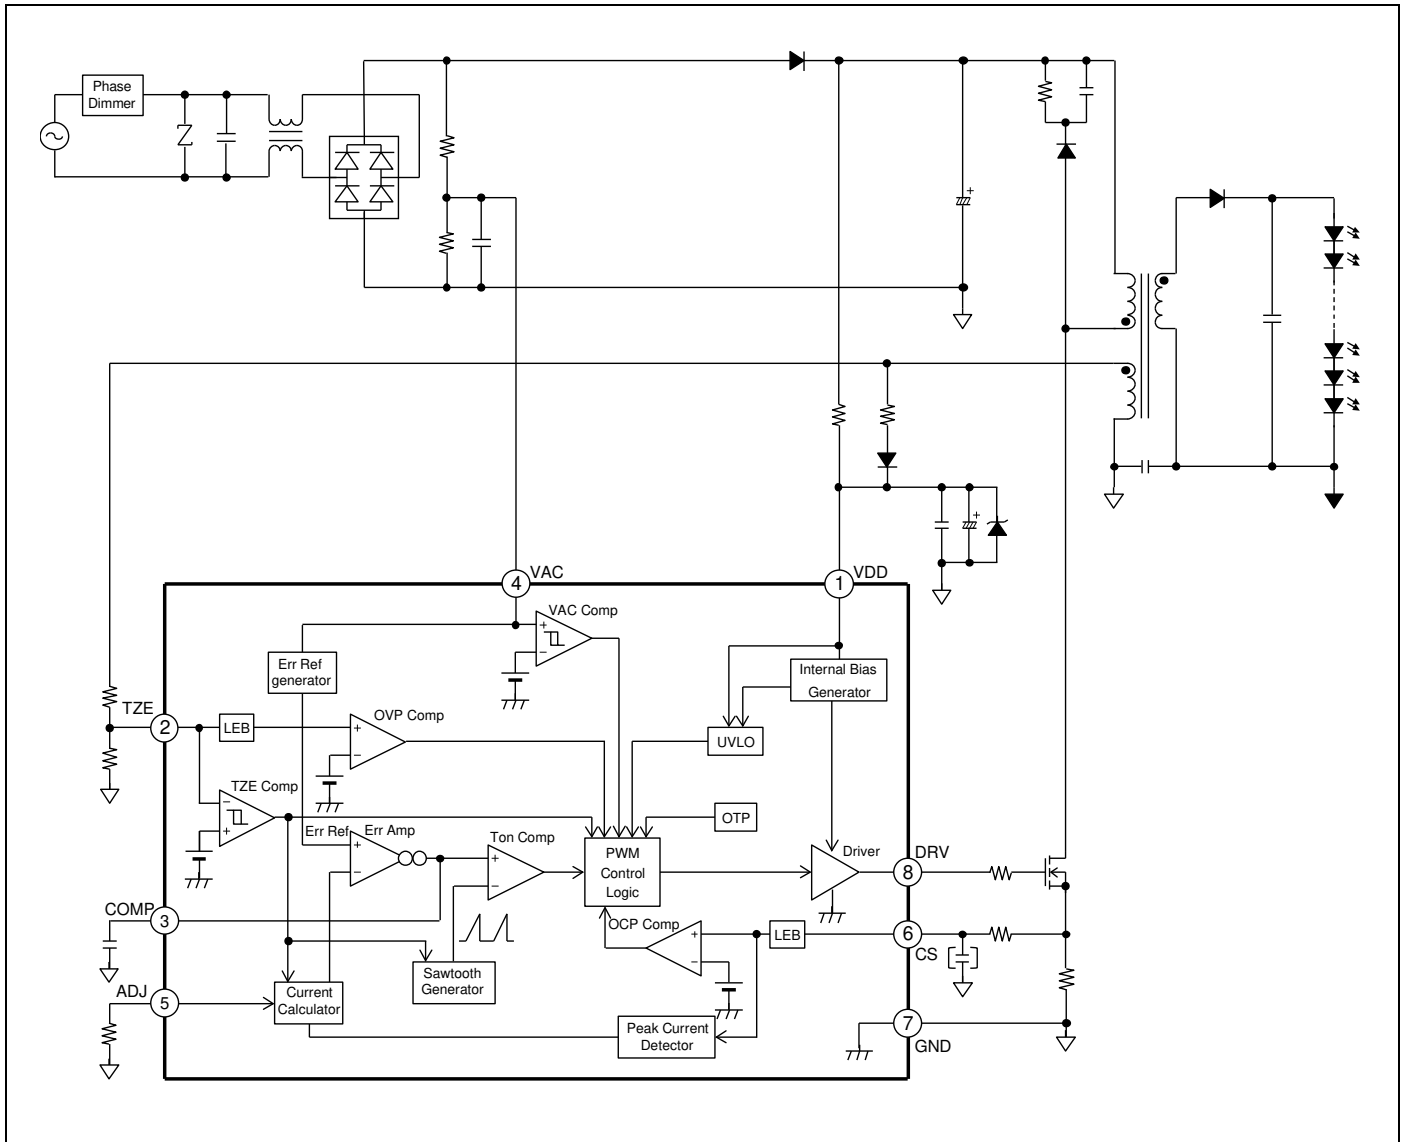 Phase
Dimmer
+
+
4
VAC
1
VDD
VAC Comp
+
−
Err Ref
generator
Internal Bias
Generator
TZE
2
LEB
OVP Comp
+
−
UVLO
TZE Comp
−
+
OTP
Err Ref
Err Amp
+
−
Ton Comp
+
−
PWM
Control
Logic
Driver
DRV
8
COMP
3
OCP Comp
+
−
LEB
6
CS
Sawtooth
Generator
ADJ
5
Current
Calculator
Peak Current
Detector
7
GND